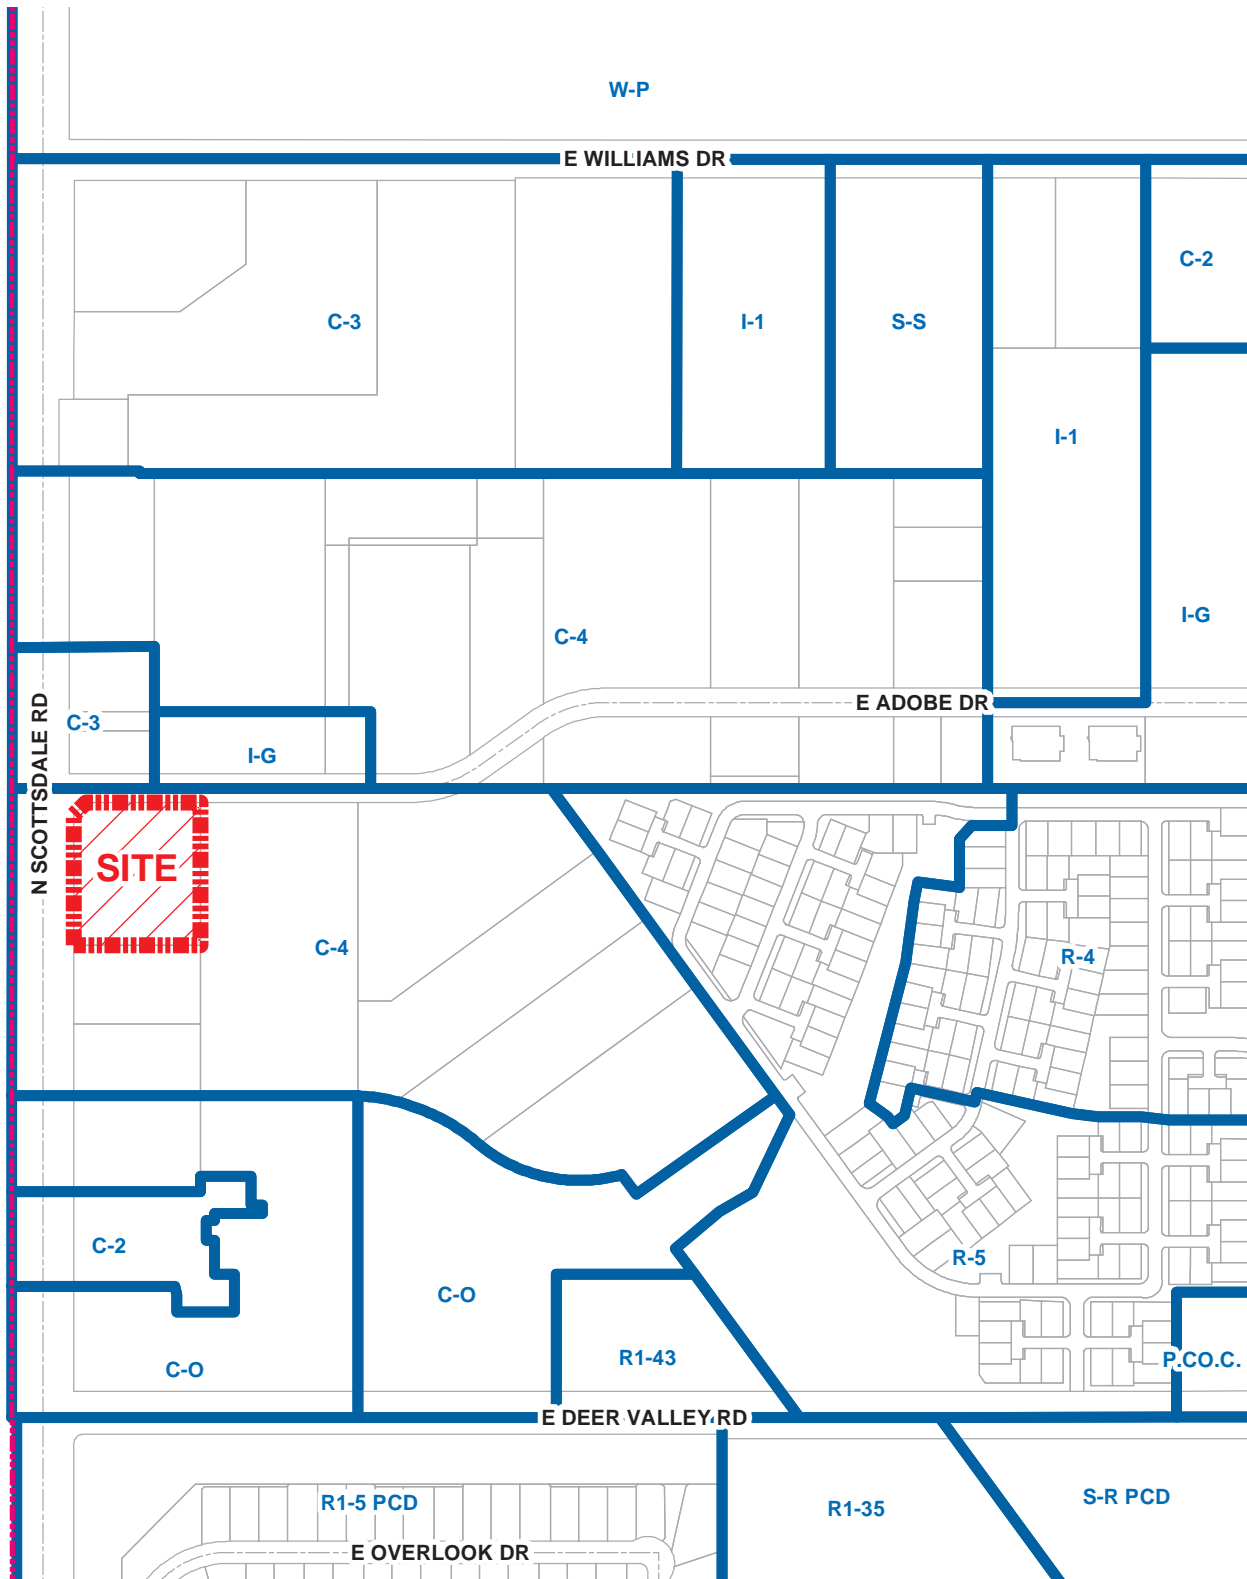 W-P
E WILLIAMS DR
C-2
C-3
I-1
S-S
I-1
I-G
C-4
N SCOTTSDALE RD
E ADOBE DR
C-3
I-G
SITE
C-4
R-4
C-2
R-5
C-O
R1-43
P.CO.C.
C-O
E DEER VALLEY RD
R1-5 PCD
R1-35
S-R PCD
E OVERLOOK DR